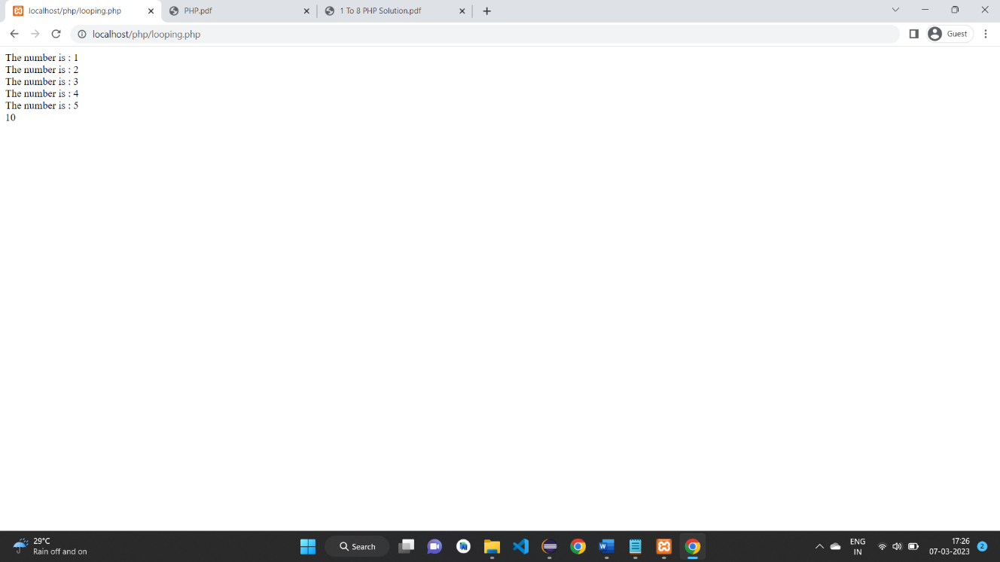 localhost/php/looping.php
PHP.pdf
1 To 8 PHP Solution.pdf
localhost/php/looping.php
Guest
The number is : 1
The number is : 2
The number is : 3
The number is : 4
The number is : 5
10
29°C
Rain off and on
Search
W
ENG
IN
17:26
07-03-2023
2